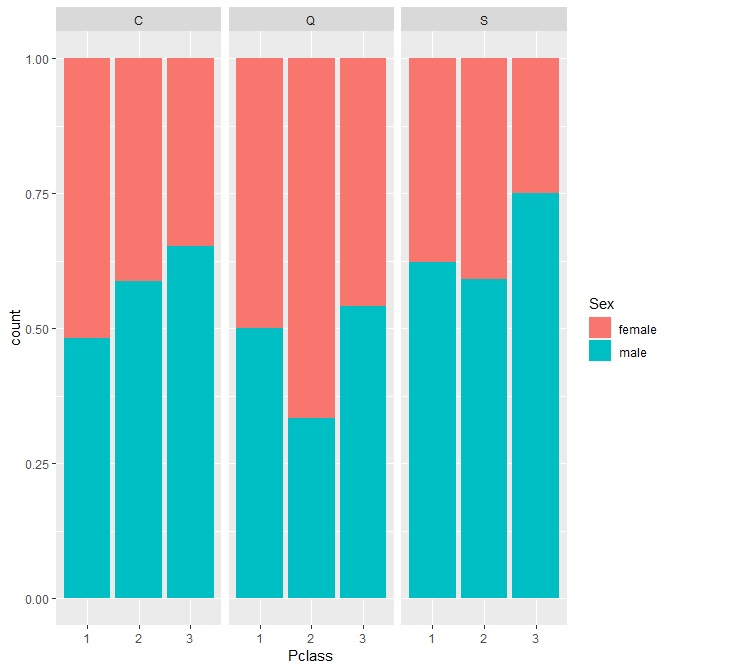 C Q S
1.00
0.75
0.50
0.25
0.00
count
1 2 3 1 2 3 1 2 3
Pclass
Sex
female
male